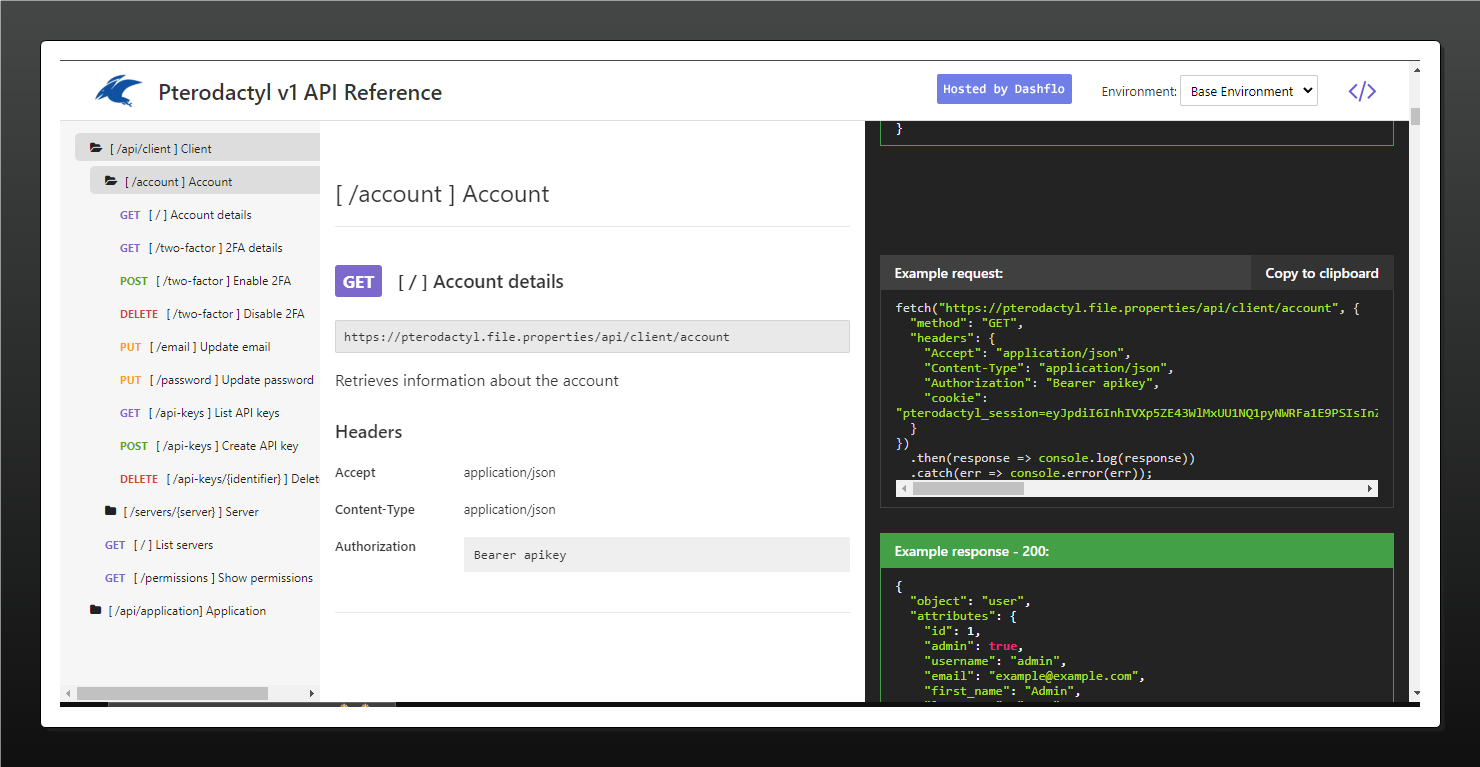 Pterodactyl v1 API Reference
Hosted by Dashflo
Environment: Base Environment
</>
[ /api/client ] Client
[ /account ] Account
GET [ / ] Account details
GET [ /two-factor ] 2FA details
POST [ /two-factor ] Enable 2FA
DELETE [ /two-factor ] Disable 2FA
PUT [ /email ] Update email
PUT [ /password ] Update password
GET [ /api-keys ] List API keys
POST [ /api-keys ] Create API key
DELETE [ /api-keys/{identifier} ] Delet
[ /servers/{server} ] Server
GET [ / ] List servers
GET [ /permissions ] Show permissions
[ /api/application] Application
[ /account ] Account
GET [ / ] Account details
https://pterodactyl.file.properties/api/client/account
Retrieves information about the account
Headers
Accept application/json
Content-Type application/json
Authorization Bearer apikey
}
Example request: Copy to clipboard
fetch("https://pterodactyl.file.properties/api/client/account", {
"method": "GET",
"headers": {
"Accept": "application/json",
"Content-Type": "application/json",
"Authorization": "Bearer apikey",
"cookie":
"pterodactyl_session=eyJpdiI6InhIVXp5ZE43WlMxUU1NQ1pyNWRFa1E9PSIsInZ
}
})
.then(response => console.log(response))
.catch(err => console.error(err));
Example response - 200:
{
"object": "user",
"attributes": {
"id": 1,
"admin": true,
"username": "admin",
"email": "example@example.com",
"first_name": "Admin",